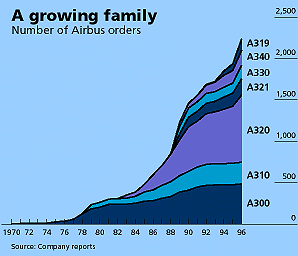 A growing family
Number of Airbus orders
2,500
A319
A340
2,000
A330
A321
1,500
A320
1,000
A310
500
A300
0
1970 72 74 76 78 80 82 84 86 88 90 92 94 96
Source: Company reports